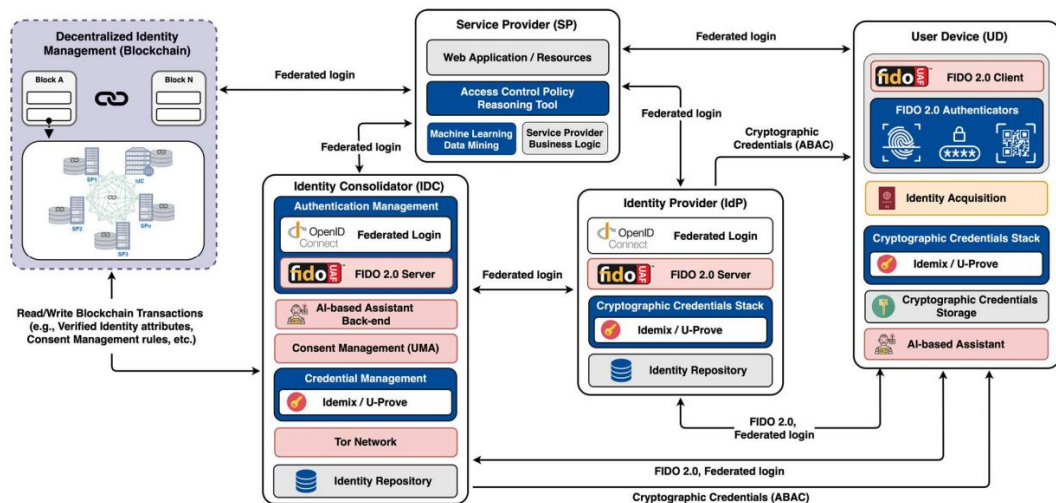 Decentralized Identity
Management (Blockchain)
Block A
Block N
SP1
IdC
SP2
SPn
SP3
Read/Write Blockchain Transactions
(e.g., Verified Identity attributes,
Consent Management rules, etc.)
Federated login
Service Provider (SP)
Web Application / Resources
Access Control Policy
Reasoning Tool
Machine Learning
Data Mining
Service Provider
Business Logic
Federated login
Federated login
Federated login
Cryptographic
Credentials (ABAC)
Identity Consolidator (IDC)
Authentication Management
OpenID
Connect
Federated Login
fido UAF
FIDO 2.0 Server
AI-based Assistant
Back-end
Consent Management (UMA)
Credential Management
Idemix / U-Prove
Tor Network
Identity Repository
Federated login
Identity Provider (IdP)
OpenID
Connect
Federated Login
fido UAF
FIDO 2.0 Server
Cryptographic Credentials Stack
Idemix / U-Prove
Identity Repository
User Device (UD)
fido UAF
FIDO 2.0 Client
FIDO 2.0 Authenticators
****
Identity Acquisition
Cryptographic Credentials Stack
Idemix / U-Prove
Cryptographic Credentials
Storage
AI-based Assistant
FIDO 2.0,
Federated login
FIDO 2.0, Federated login
Cryptographic Credentials (ABAC)